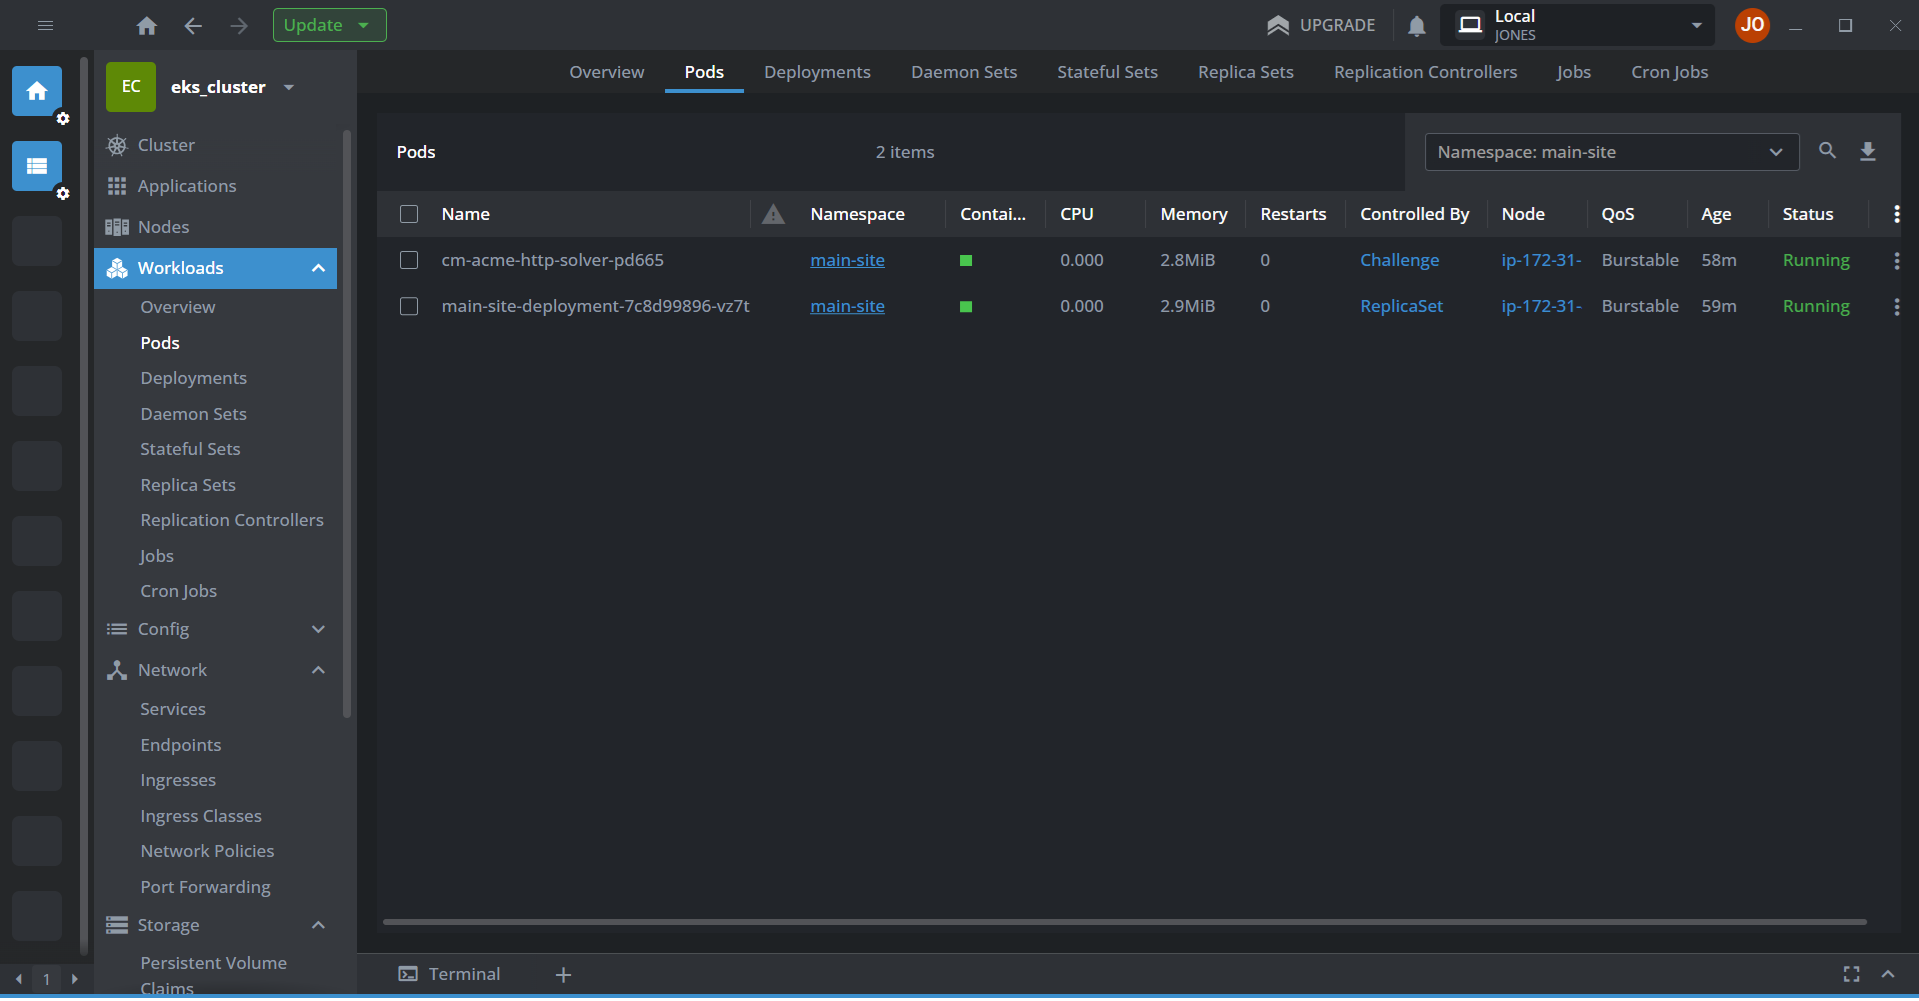 Update
UPGRADE
Local
JONES
JO
EC
eks_cluster
Overview
Pods
Deployments
Daemon Sets
Stateful Sets
Replica Sets
Replication Controllers
Jobs
Cron Jobs
Cluster
Applications
Nodes
Workloads
Overview
Pods
Deployments
Daemon Sets
Stateful Sets
Replica Sets
Replication Controllers
Jobs
Cron Jobs
Config
Network
Services
Endpoints
Ingresses
Ingress Classes
Network Policies
Port Forwarding
Storage
Persistent Volume
Claims
1
Pods
2 items
Namespace: main-site
Name Namespace Contai... CPU Memory Restarts Controlled By Node QoS Age Status
cm-acme-http-solver-pd665 main-site 0.000 2.8MiB 0 Challenge ip-172-31- Burstable 58m Running
main-site-deployment-7c8d99896-vz7t main-site 0.000 2.9MiB 0 ReplicaSet ip-172-31- Burstable 59m Running
Terminal